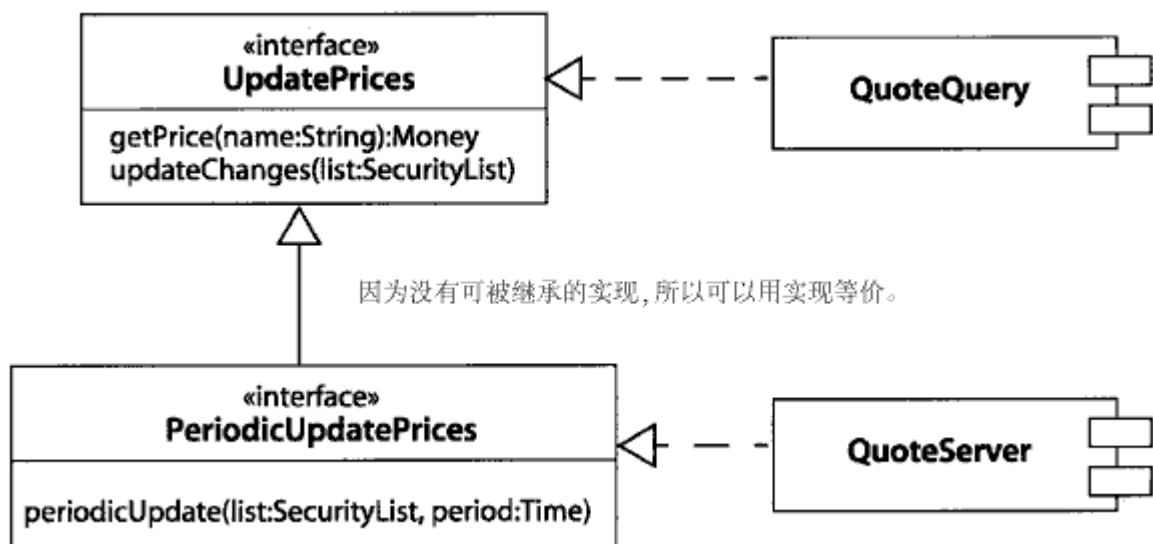 «interface»
UpdatePrices
getPrice(name:String):Money
updateChanges(list:SecurityList)
QuoteQuery
因为没有可被继承的实现,所以可以用实现等价。
«interface»
PeriodicUpdatePrices
periodicUpdate(list:SecurityList, period:Time)
QuoteServer